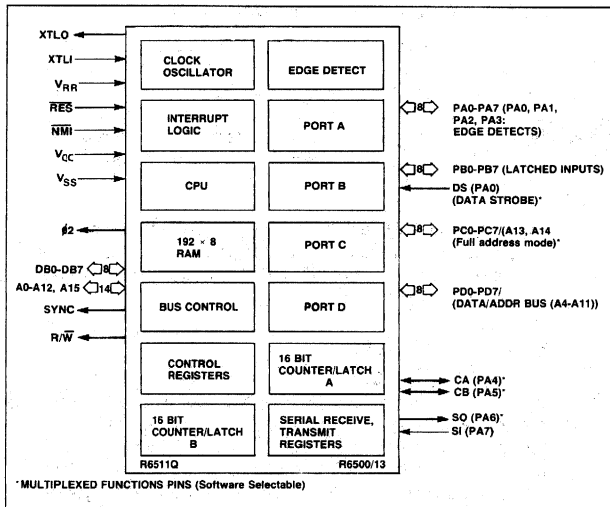 XTLO
XTLI
VRR
RES
NMI
VCC
VSS
ϕ2
DB0-DB7 8
A0-A12, A15 14
SYNC
R/W
CLOCK
OSCILLATOR
EDGE DETECT
INTERRUPT
LOGIC
PORT A
CPU
PORT B
192 × 8
RAM
PORT C
BUS CONTROL
PORT D
CONTROL
REGISTERS
16 BIT
COUNTER/LATCH
A
16 BIT
COUNTER/LATCH
B
SERIAL RECEIVE,
TRANSMIT
REGISTERS
R6511Q
R6500/13
8 PA0-PA7 (PA0, PA1,
PA2, PA3:
EDGE DETECTS)
8 PB0-PB7 (LATCHED INPUTS)
DS (PA0)
(DATA STROBE)*
8 PC0-PC7/(A13, A14
(Full address mode)*
8 PD0-PD7/
(DATA/ADDR BUS (A4-A11))
CA (PA4)*
CB (PA5)*
SO (PA6)*
SI (PA7)
*MULTIPLEXED FUNCTIONS PINS (Software Selectable)